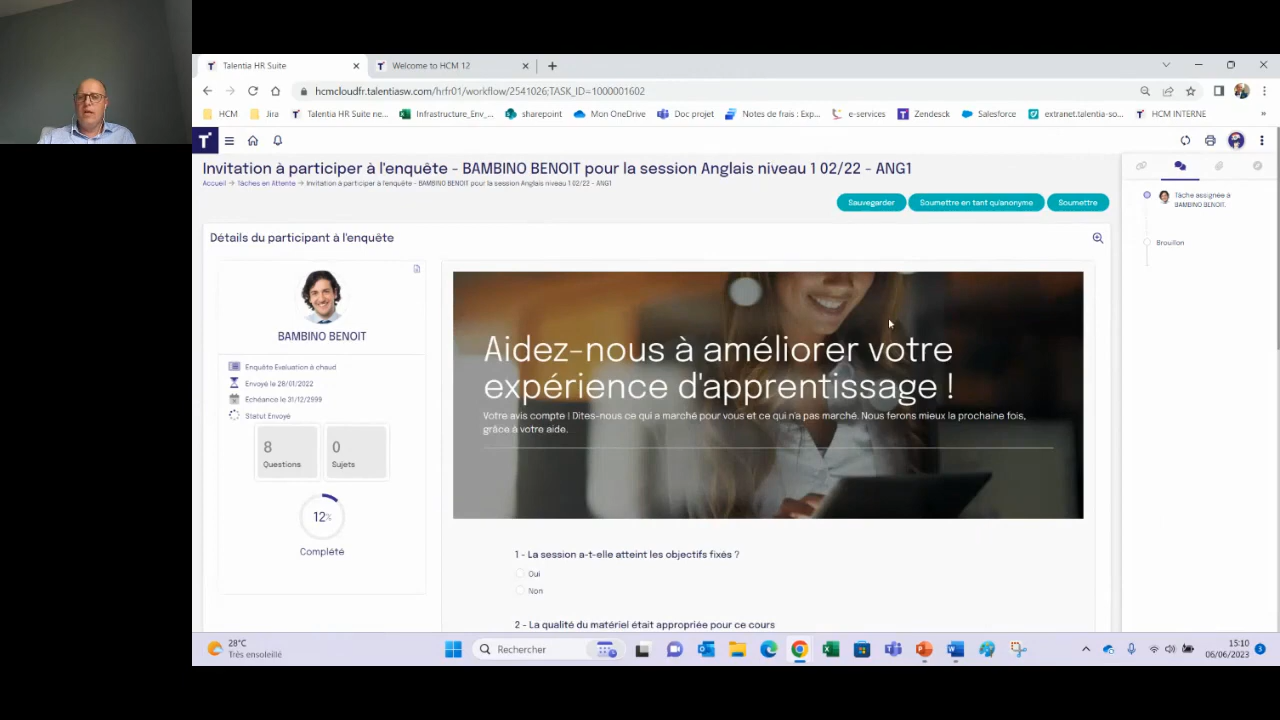 Talentia HR Suite
Welcome to HCM 12
hcmcloudfr.talentiasw.com/hrfr01/workflow/2541026;TASK_ID=1000001602
HCM
Jira
Talentia HR Suite ne...
Infrastructure_Env_...
sharepoint
Mon OneDrive
Doc projet
Notes de frais : Exp...
e-services
Zendesck
Salesforce
extranet.talentia-so...
HCM INTERNE
Invitation à participer à l'enquête - BAMBINO BENOIT pour la session Anglais niveau 1 02/22 - ANG1
Accueil → Tâches en Attente → Invitation à participer à l'enquête - BAMBINO BENOIT pour la session Anglais niveau 1 02/22 - ANG1
Sauvegarder
Soumettre en tant qu'anonyme
Soumettre
Tâche assignée à
BAMBINO BENOIT.
Brouillon
Détails du participant à l'enquête
BAMBINO BENOIT
Enquête Evaluation à chaud
Envoyé le 28/01/2022
Échéance le 31/12/2999
Statut Envoyé
8
Questions
0
Sujets
12%
Complété
Aidez-nous à améliorer votre
expérience d'apprentissage !
Votre avis compte ! Dites-nous ce qui a marché pour vous et ce qui n'a pas marché. Nous ferons mieux la prochaine fois,
grâce à votre aide.
1 - La session a-t-elle atteint les objectifs fixés ?
Oui
Non
2 - La qualité du matériel était appropriée pour ce cours
28°C
Très ensoleillé
Rechercher
15:10
06/06/2023
3